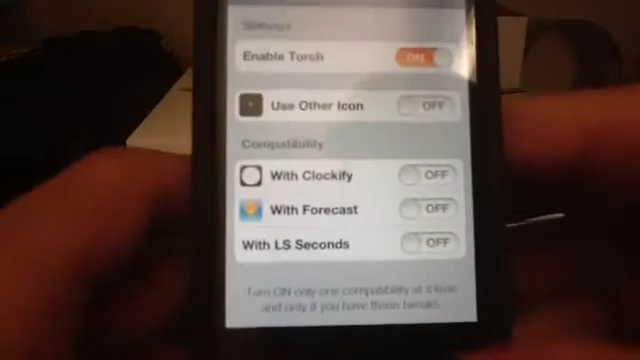 Settings
Enable Torch
ON
Use Other Icon
OFF
Compatibility
With Clockify
OFF
With Forecast
OFF
With LS Seconds
OFF
Turn ON only one compatibility at a time
and only if you have those tweaks.